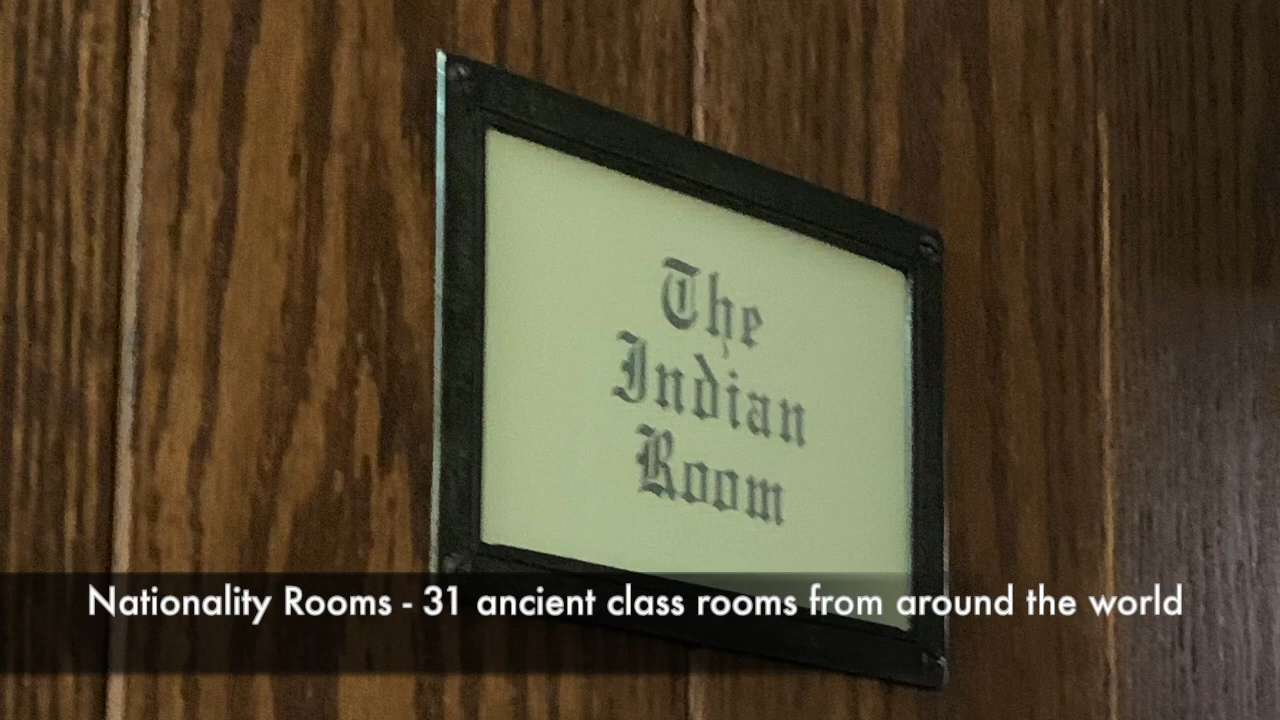 The
Indian
Room
Nationality Rooms - 31 ancient class rooms from around the world